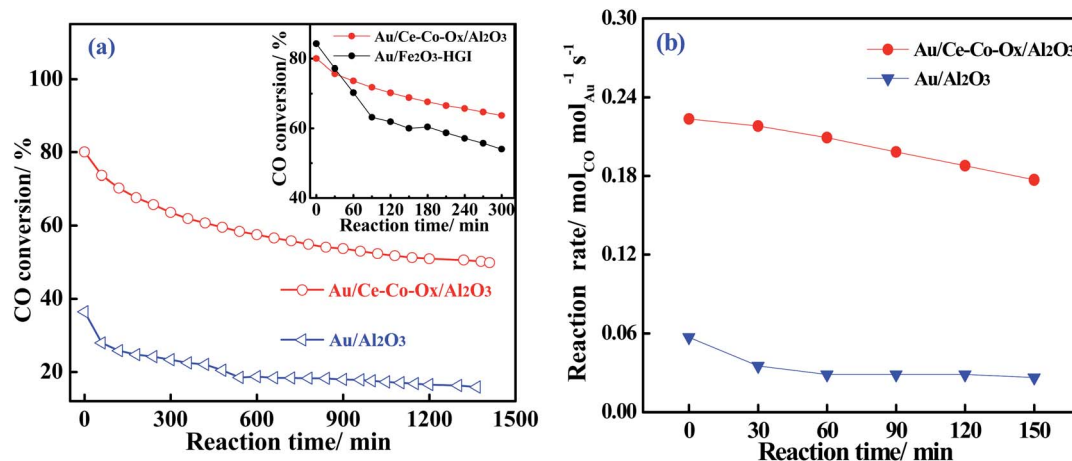 (a)
CO conversion/ %
100
80
60
40
20
0
300
600
900
1200
1500
Reaction time/ min
Au/Ce-Co-Ox/Al2O3
Au/Al2O3
CO conversion/ %
80
60
40
0
60
120
180
240
300
Reaction time/ min
Au/Ce-Co-Ox/Al2O3
Au/Fe2O3-HGI
(b)
Reaction rate/ molCO molAu-1 s-1
0.30
0.24
0.18
0.12
0.06
0.00
0
30
60
90
120
150
Reaction time/ min
Au/Ce-Co-Ox/Al2O3
Au/Al2O3